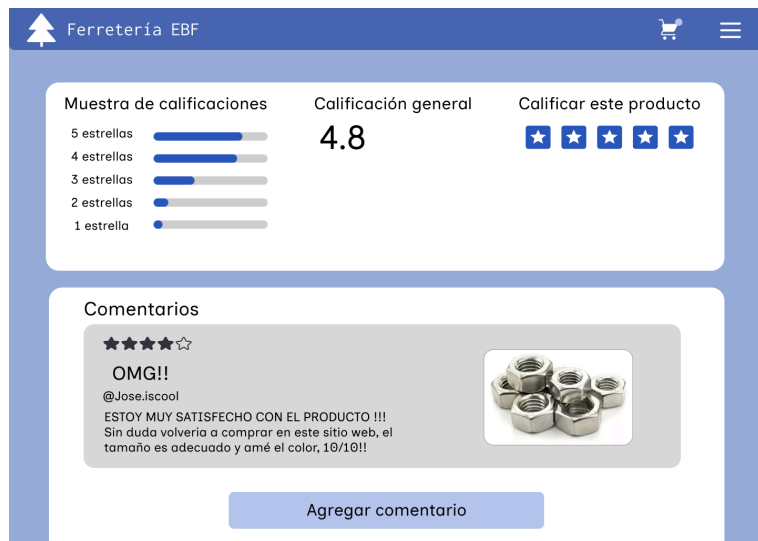 Ferretería EBF
Muestra de calificaciones
5 estrellas
4 estrellas
3 estrellas
2 estrellas
1 estrella
Calificación general
4.8
Calificar este producto
Comentarios
OMG!!
@Jose.iscool
ESTOY MUY SATISFECHO CON EL PRODUCTO !!!
Sin duda volveria a comprar en este sitio web, el
tamaño es adecuado y amé el color, 10/10!!
Agregar comentario